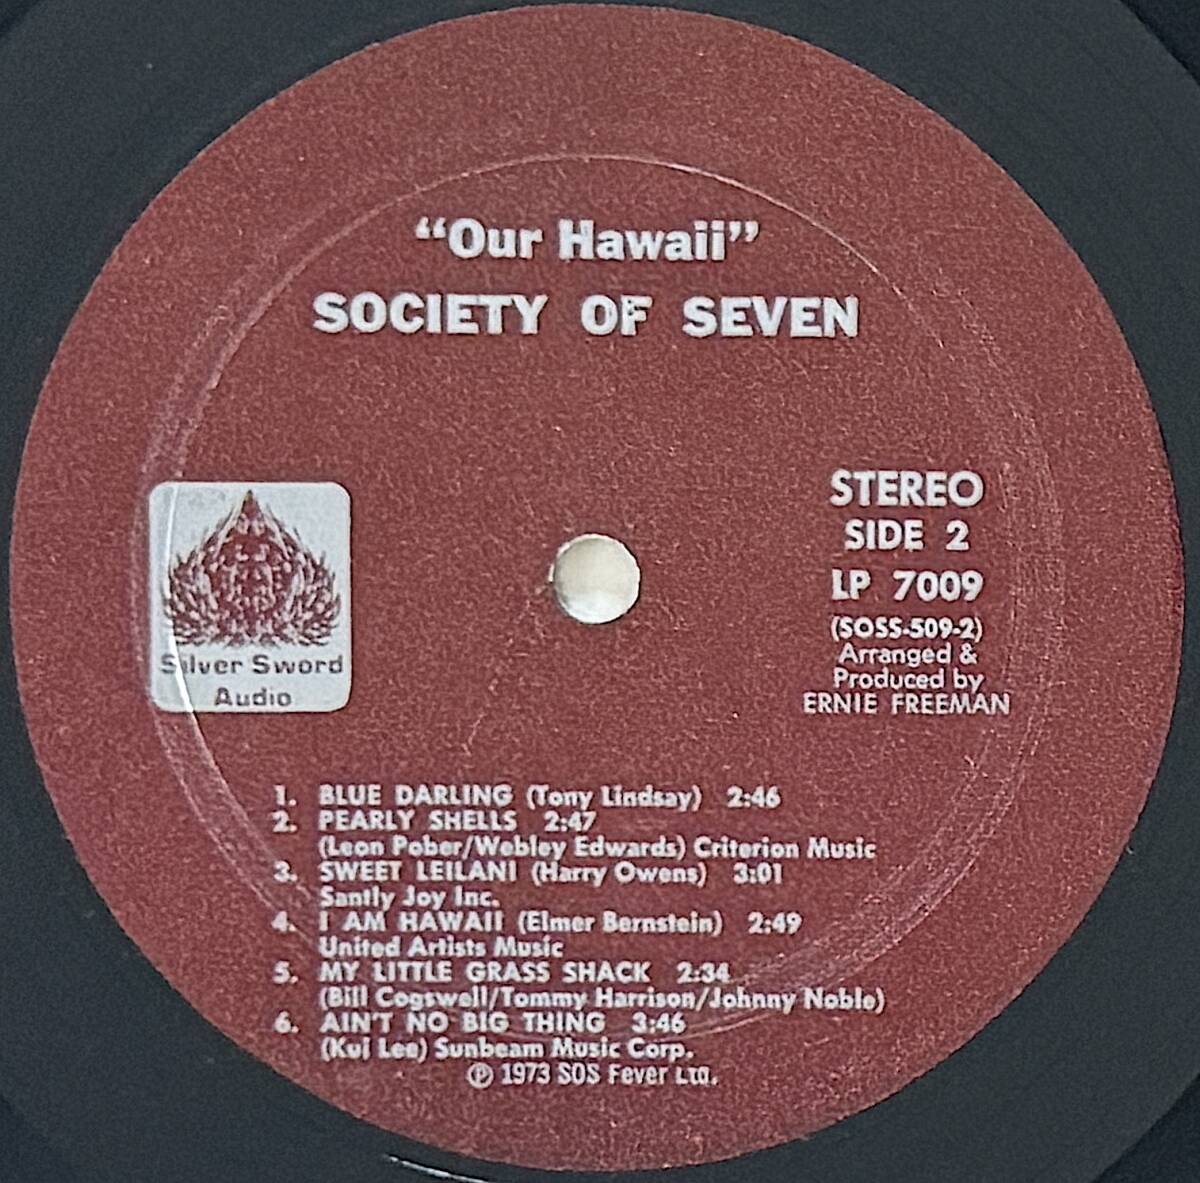 “Our Hawaii”
SOCIETY OF SEVEN
Silver Sword
Audio
STEREO
SIDE 2
LP 7009
(SOSS-509-2)
Arranged &
Produced by
ERNIE FREEMAN
1. BLUE DARLING (Tony Lindsay) 2:46
2. PEARLY SHELLS 2:47
(Leon Pober/Webley Edwards) Criterion Music
3. SWEET LEILANI (Harry Owens) 3:01
Santly Joy Inc.
4. I AM HAWAII (Elmer Bernstein) 2:49
United Artists Music
5. MY LITTLE GRASS SHACK 2:34
(Bill Cogswell/Tommy Harrison/Johnny Noble)
6. AIN'T NO BIG THING 3:46
(Kui Lee) Sunbeam Music Corp.
℗ 1973 SOS Fever Ltd.